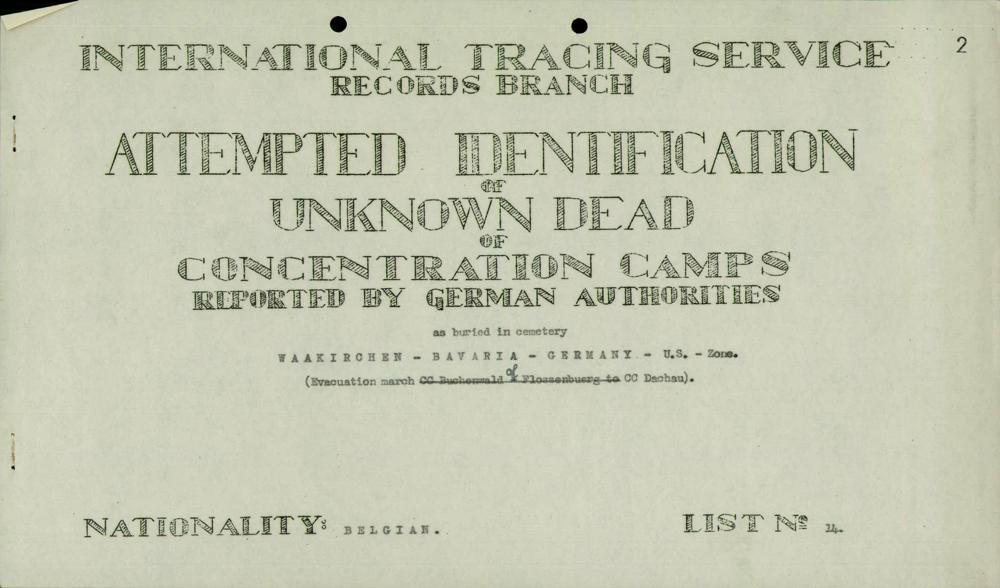 2
INTERNATIONAL TRACING SERVICE
RECORDS BRANCH
ATTEMPTED IDENTIFICATION
OF
UNKNOWN DEAD
OF
CONCENTRATION CAMPS
REPORTED BY GERMAN AUTHORITIES
as buried in cemetery
WAAKIRCHEN - BAVARIA - GERMANY - U.S. - Zone.
(Evacuation march CC Buchenwald of Flossenbuerg to CC Dachau).
NATIONALITY: BELGIAN.
LIST Nº 14.